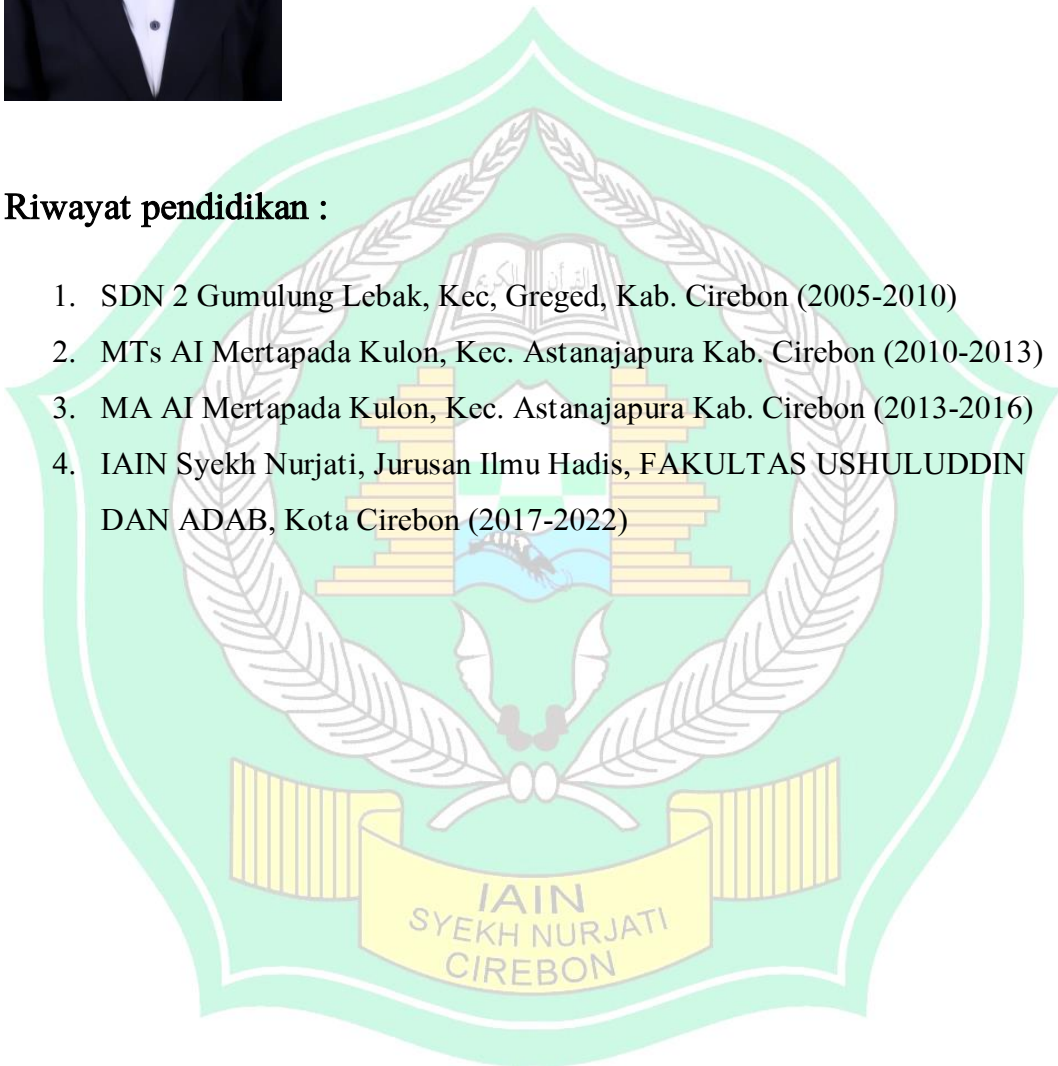 Riwayat pendidikan :
القرآن الكريم
1. SDN 2 Gumulung Lebak, Kec, Greged, Kab. Cirebon (2005-2010)
2. MTs AI Mertapada Kulon, Kec. Astanajapura Kab. Cirebon (2010-2013)
3. MA AI Mertapada Kulon, Kec. Astanajapura Kab. Cirebon (2013-2016)
4. IAIN Syekh Nurjati, Jurusan Ilmu Hadis, FAKULTAS USHULUDDIN
DAN ADAB, Kota Cirebon (2017-2022)
IAIN
SYEKH NURJATI
CIREBON